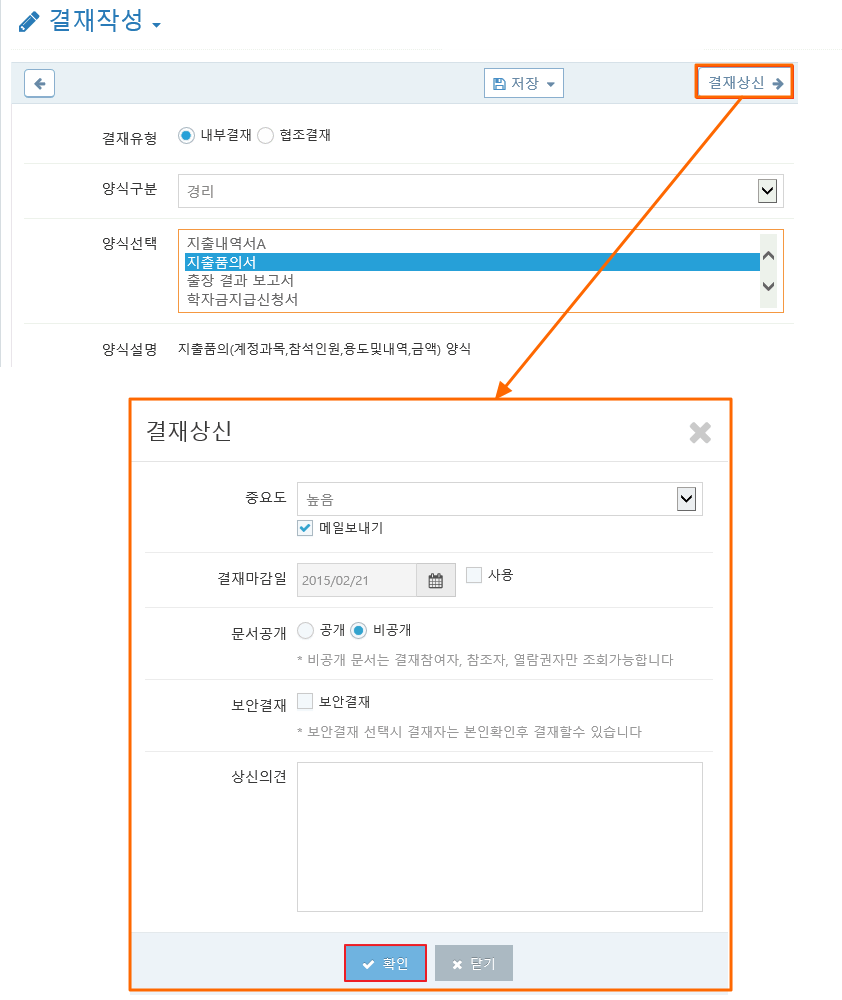 결재작성
저장 결재상신
결재유형 내부결재 협조결재
양식구분 경리
양식선택 지출내역서A
지출품의서
출장 결과 보고서
학자금지급신청서
양식설명 지출품의(계정과목,참석인원,용도및내역,금액) 양식
결재상신
중요도 높음
메일보내기
결재마감일 2015/02/21 사용
문서공개 공개 비공개
* 비공개 문서는 결재참여자, 참조자, 열람권자만 조회가능합니다
보안결재 보안결재
* 보안결재 선택시 결재자는 본인확인후 결재할수 있습니다
상신의견
확인 닫기